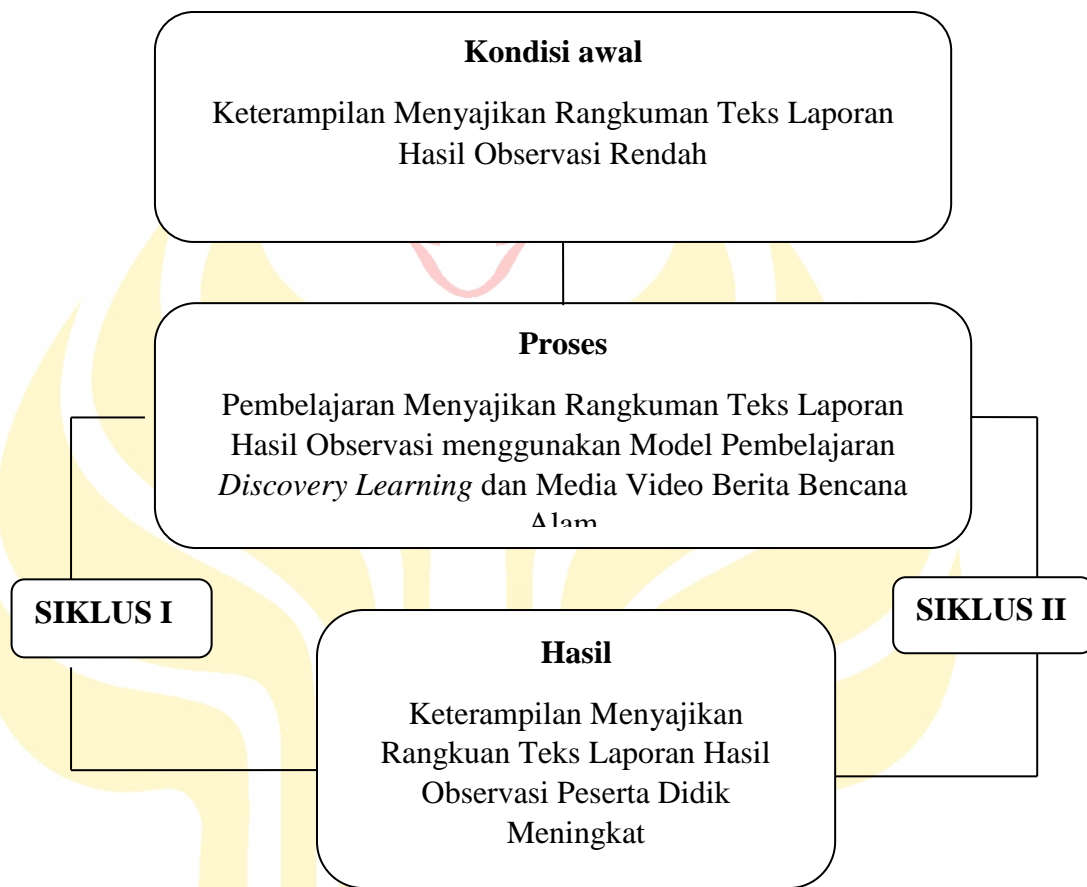 Kondisi awal
Keterampilan Menyajikan Rangkuman Teks Laporan
Hasil Observasi Rendah
Proses
Pembelajaran Menyajikan Rangkuman Teks Laporan
Hasil Observasi menggunakan Model Pembelajaran
Discovery Learning dan Media Video Berita Bencana
Alam
SIKLUS I
SIKLUS II
Hasil
Keterampilan Menyajikan
Rangkuan Teks Laporan Hasil
Observasi Peserta Didik
Meningkat